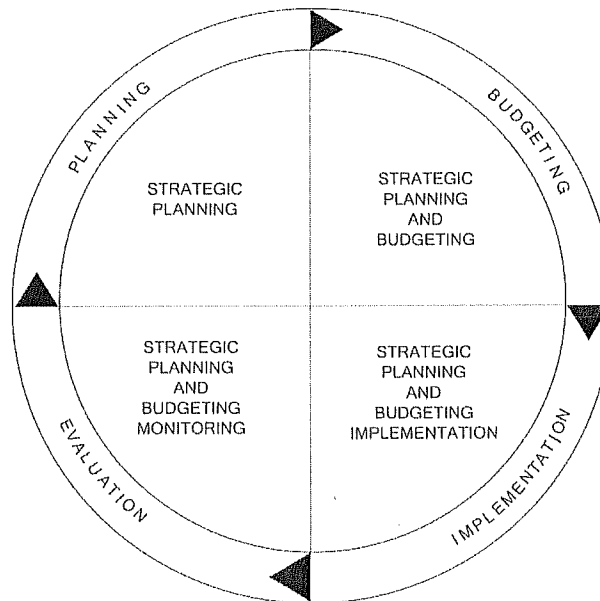 PLANNING
BUDGETING
STRATEGIC
PLANNING
STRATEGIC
PLANNING
AND
BUDGETING
STRATEGIC
PLANNING
AND
BUDGETING
MONITORING
STRATEGIC
PLANNING
AND
BUDGETING
IMPLEMENTATION
EVALUATION
IMPLEMENTATION